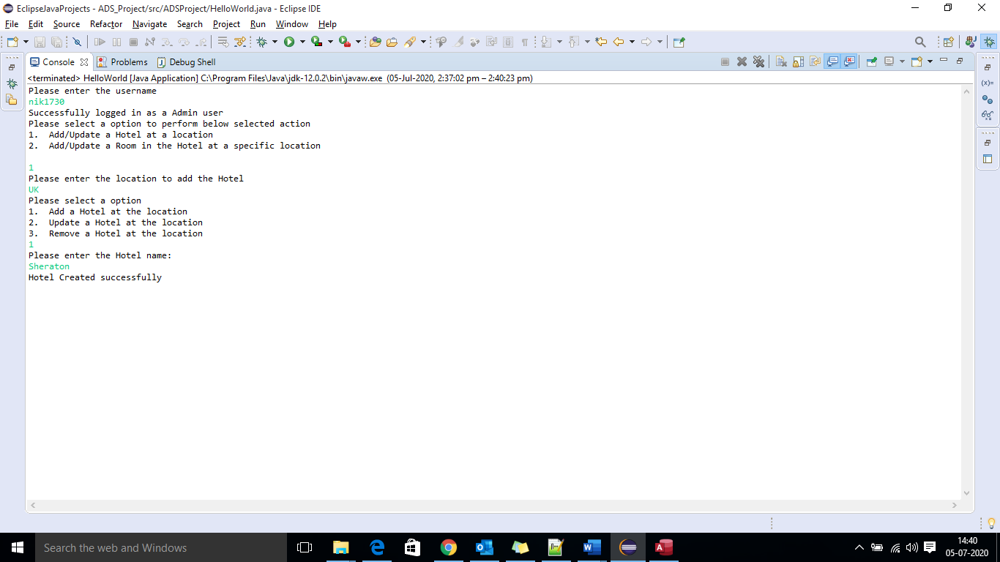 EclipseJavaProjects - ADS_Project/src/ADSProject/HelloWorld.java - Eclipse IDE
File Edit Source Refactor Navigate Search Project Run Window Help
Console Problems Debug Shell
<terminated> HelloWorld [Java Application] C:\Program Files\Java\jdk-12.0.2\bin\javaw.exe (05-Jul-2020, 2:37:02 pm – 2:40:23 pm)
Please enter the username
nik1730
Successfully logged in as a Admin user
Please select a option to perform below selected action
1. Add/Update a Hotel at a location
2. Add/Update a Room in the Hotel at a specific location
1
Please enter the location to add the Hotel
UK
Please select a option
1. Add a Hotel at the location
2. Update a Hotel at the location
3. Remove a Hotel at the location
1
Please enter the Hotel name:
Sheraton
Hotel Created successfully
Search the web and Windows
14:40
05-07-2020